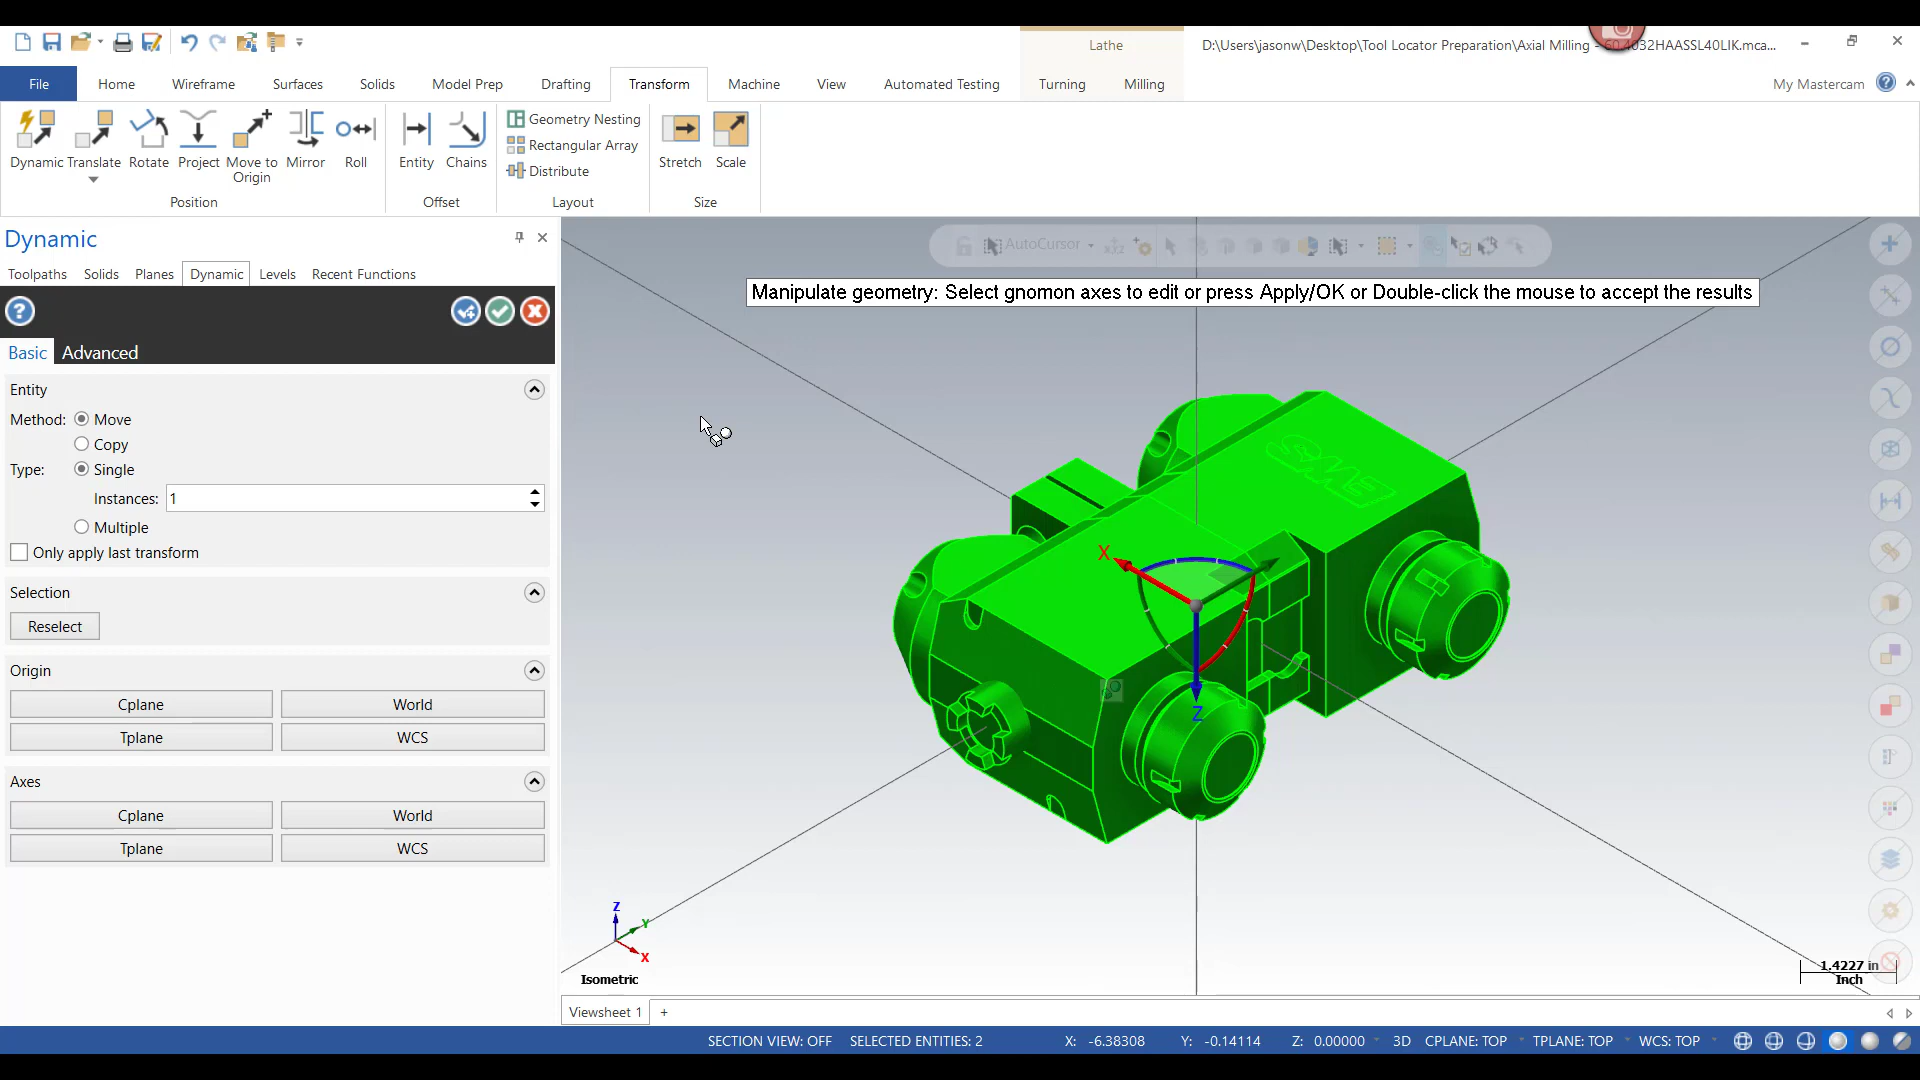 Lathe
D:\Users\jasonw\Desktop\Tool Locator Preparation\Axial Milling - 60.4032HAASSL40LIK.mca...
File
Home
Wireframe
Surfaces
Solids
Model Prep
Drafting
Transform
Machine
View
Automated Testing
Turning
Milling
My Mastercam
Dynamic
Translate
Rotate
Project
Move to
Origin
Mirror
Roll
Entity
Chains
Geometry Nesting
Rectangular Array
Distribute
Stretch
Scale
Position
Offset
Layout
Size
Dynamic
Toolpaths
Solids
Planes
Dynamic
Levels
Recent Functions
Basic
Advanced
Entity
Method:
Move
Copy
Type:
Single
Instances:
1
Multiple
Only apply last transform
Selection
Reselect
Origin
Cplane
World
Tplane
WCS
Axes
Cplane
World
Tplane
WCS
AutoCursor
Manipulate geometry: Select gnomon axes to edit or press Apply/OK or Double-click the mouse to accept the results
EWS
X
Z
Z
Y
X
Isometric
1.4227 in
Inch
Viewsheet 1
+
SECTION VIEW: OFF
SELECTED ENTITIES: 2
X: -6.38308
Y: -0.14114
Z: 0.00000
3D
CPLANE: TOP
TPLANE: TOP
WCS: TOP